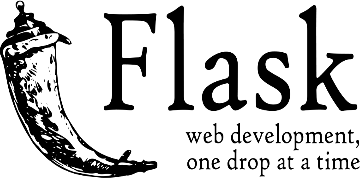 Flask
web development,
one drop at a time